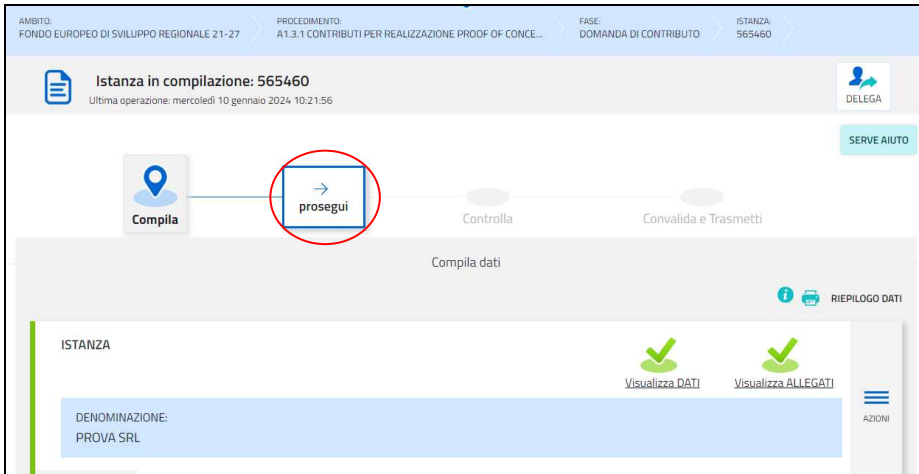 AMBITO:
FONDO EUROPEO DI SVILUPPO REGIONALE 21-27
PROCEDIMENTO:
A1.3.1 CONTRIBUTI PER REALIZZAZIONE PROOF OF CONCE...
FASE:
DOMANDA DI CONTRIBUTO
ISTANZA:
565460
Istanza in compilazione: 565460
Ultima operazione: mercoledì 10 gennaio 2024 10:21:56
DELEGA
SERVE AIUTO
Compila
prosegui
Controlla
Convalida e Trasmetti
Compila dati
RIEPILOGO DATI
ISTANZA
Visualizza DATI
Visualizza ALLEGATI
AZIONI
DENOMINAZIONE:
PROVA SRL